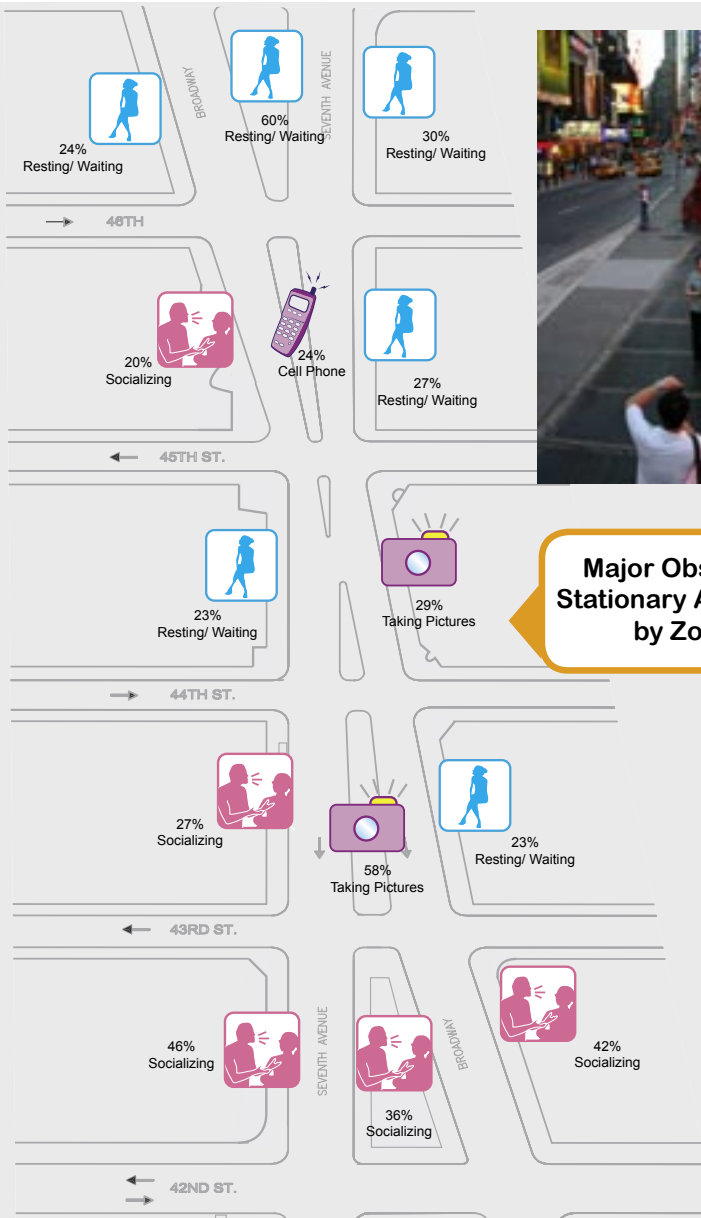 BROADWAY
SEVENTH AVENUE
60%
Resting/ Waiting
24%
Resting/ Waiting
30%
Resting/ Waiting
46TH
20%
Socializing
24%
Cell Phone
27%
Resting/ Waiting
45TH ST.
23%
Resting/ Waiting
29%
Taking Pictures
Major
Stationary
by
44TH ST.
27%
Socializing
58%
Taking Pictures
23%
Resting/ Waiting
43RD ST.
46%
Socializing
SEVENTH AVENUE
36%
Socializing
BROADWAY
42%
Socializing
42ND ST.